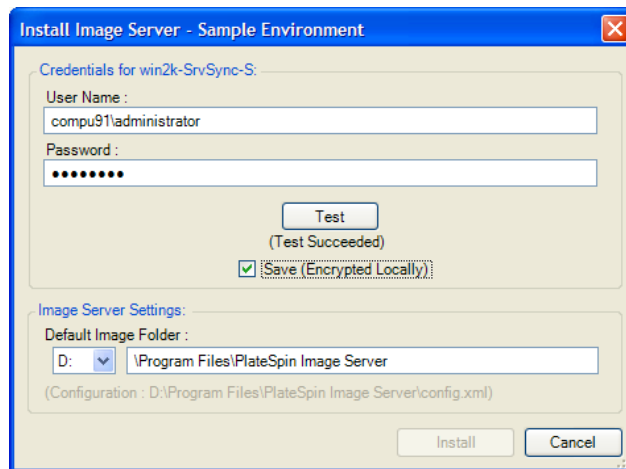 Install Image Server - Sample Environment
Credentials for win2k-SrvSync-S:
User Name :
compu91\administrator
Password :
●●●●●●●●
Test
(Test Succeeded)
Save (Encrypted Locally)
Image Server Settings:
Default Image Folder :
D: \Program Files\PlateSpin Image Server
(Configuration : D:\Program Files\PlateSpin Image Server\config.xml)
Install Cancel